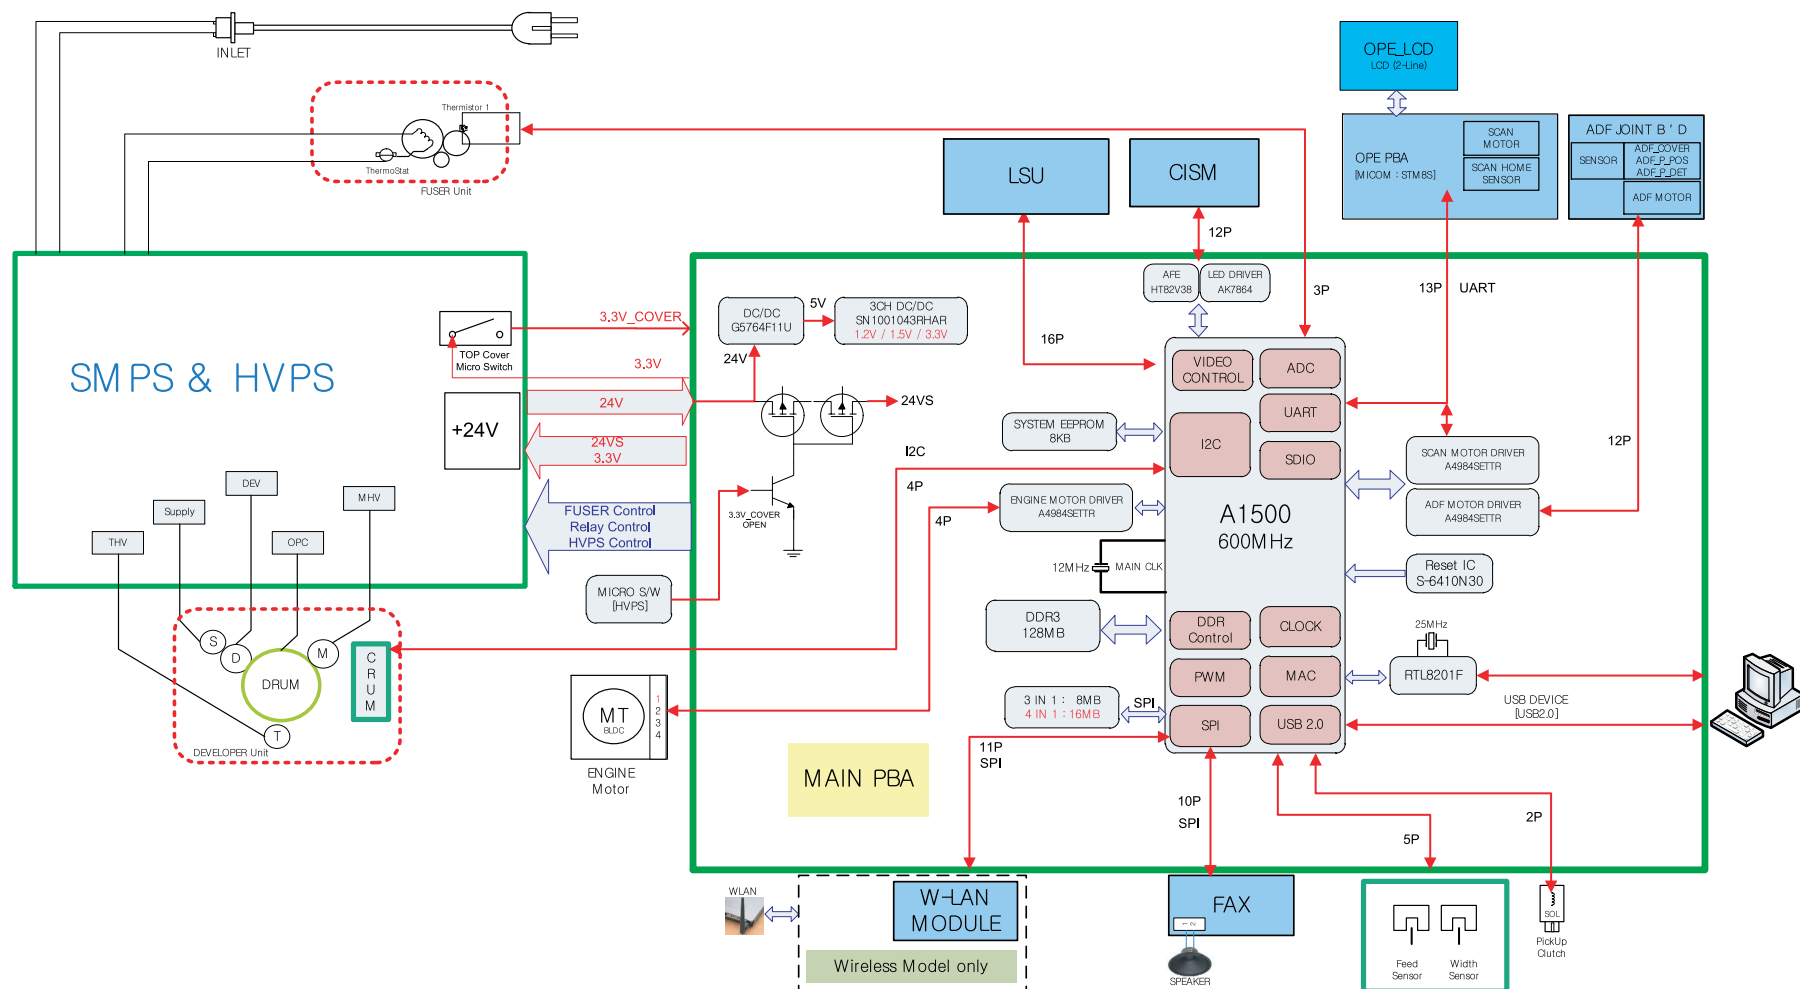 INLET
Thermistor 1
ThermoStat
FUSER Unit
OPE_LCD
LCD (2-Line)
OPE PBA
[MICOM : STM8S]
SCAN
MOTOR
SCAN HOME
SENSOR
ADF JOINT B ' D
SENSOR
ADF_COVER
ADF_P_POS
ADF_P_DET
ADF MOTOR
LSU
CISM
12P
16P
3P
13P
UART
12P
SMPS & HVPS
TOP Cover
Micro Switch
+24V
3.3V_COVER
3.3V
24V
24VS
3.3V
FUSER Control
Relay Control
HVPS Control
THV
Supply
DEV
OPC
MHV
S
D
M
T
DRUM
CRUM
DEVELOPER Unit
DC/DC
G5764F11U
5V
3CH DC/DC
SN1001043RHAR
1.2V / 1.5V / 3.3V
24V
24VS
3.3V_COVER
OPEN
I2C
4P
4P
MICRO S/W
[HVPS]
MT
BLDC
1
2
3
4
ENGINE
Motor
AFE
HT82V38
LED DRIVER
AK7864
SYSTEM EEPROM
8KB
ENGINE MOTOR DRIVER
A4984SETTR
12MHz
MAIN CLK
DDR3
128MB
3 IN 1 : 8MB
4 IN 1 : 16MB
SPI
VIDEO
CONTROL
ADC
UART
I2C
SDIO
A1500
600MHz
DDR
Control
CLOCK
PWM
MAC
SPI
USB 2.0
SCAN MOTOR DRIVER
A4984SETTR
ADF MOTOR DRIVER
A4984SETTR
Reset IC
S-6410N30
25MHz
RTL8201F
USB DEVICE
[USB2.0]
MAIN PBA
11P
SPI
10P
SPI
5P
2P
WLAN
W-LAN
MODULE
Wireless Model only
FAX
1
2
SPEAKER
Feed
Sensor
Width
Sensor
SOL
PickUp
Clutch